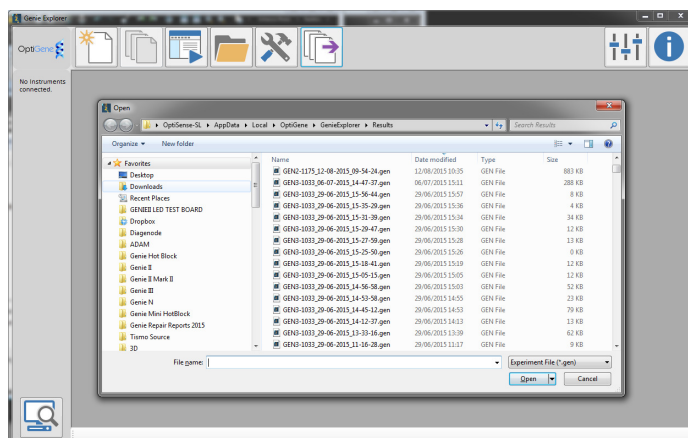 Genie Explorer
OptiGene
No instruments
connected.
Open
OptiSense-SL ▸ AppData ▸ Local ▸ OptiGene ▸ GenieExplorer ▸ Results
Search Results
Organize
New folder
Favorites
Desktop
Downloads
Recent Places
GENIEII LED TEST BOARD
Dropbox
Diagenode
ADAM
Genie Hot Block
Genie II
Genie II Mark II
Genie III
Genie N
Genie Mini HotBlock
Genie Repair Reports 2015
Tismo Source
3D
Name Date modified Type Size
GEN2-1175_12-08-2015_09-54-24.gen 12/08/2015 10:35 GEN File 883 KB
GEN3-1033_06-07-2015_14-47-37.gen 06/07/2015 15:11 GEN File 288 KB
GEN3-1033_29-06-2015_15-56-44.gen 29/06/2015 15:57 GEN File 8 KB
GEN3-1033_29-06-2015_15-35-29.gen 29/06/2015 15:36 GEN File 4 KB
GEN3-1033_29-06-2015_15-31-39.gen 29/06/2015 15:34 GEN File 34 KB
GEN3-1033_29-06-2015_15-29-47.gen 29/06/2015 15:30 GEN File 12 KB
GEN3-1033_29-06-2015_15-27-59.gen 29/06/2015 15:28 GEN File 13 KB
GEN3-1033_29-06-2015_15-25-50.gen 29/06/2015 15:26 GEN File 0 KB
GEN3-1033_29-06-2015_15-18-41.gen 29/06/2015 15:19 GEN File 12 KB
GEN3-1033_29-06-2015_15-05-15.gen 29/06/2015 15:05 GEN File 12 KB
GEN3-1033_29-06-2015_14-56-58.gen 29/06/2015 15:03 GEN File 52 KB
GEN3-1033_29-06-2015_14-53-58.gen 29/06/2015 14:55 GEN File 23 KB
GEN3-1033_29-06-2015_14-45-12.gen 29/06/2015 14:53 GEN File 79 KB
GEN3-1033_29-06-2015_14-12-37.gen 29/06/2015 14:13 GEN File 13 KB
GEN3-1033_29-06-2015_13-33-16.gen 29/06/2015 13:39 GEN File 62 KB
GEN3-1033_29-06-2015_11-16-28.gen 29/06/2015 11:17 GEN File 9 KB
File name:
Experiment File (*.gen)
Open
Cancel